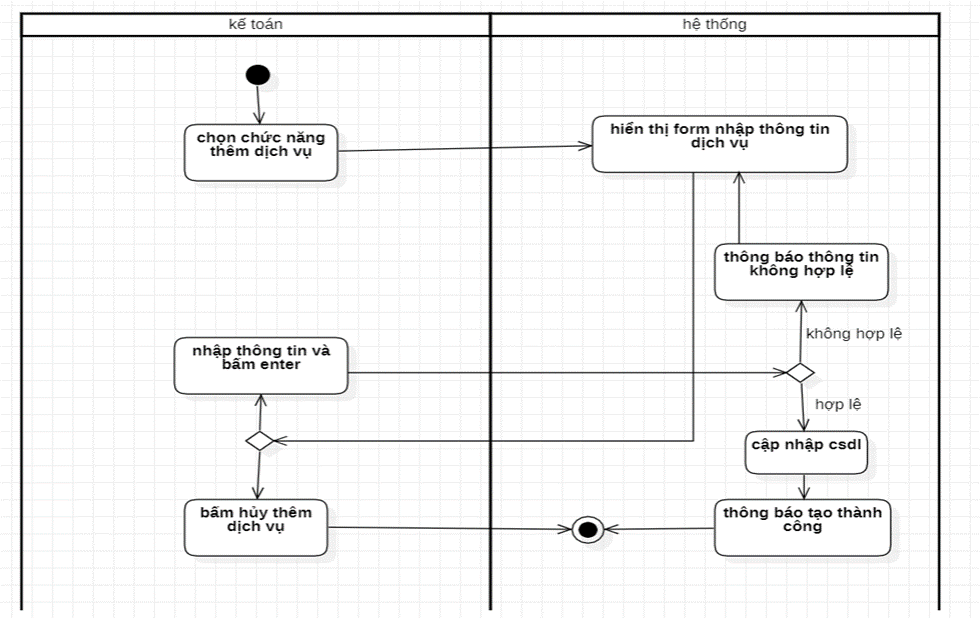 kế toán
hệ thống
chọn chức năng
thêm dịch vụ
hiển thị form nhập thông tin
dịch vụ
thông báo thông tin
không hợp lệ
không hợp lệ
nhập thông tin và
bấm enter
hợp lệ
cập nhập csdl
bấm hủy thêm
dịch vụ
thông báo tạo thành
công